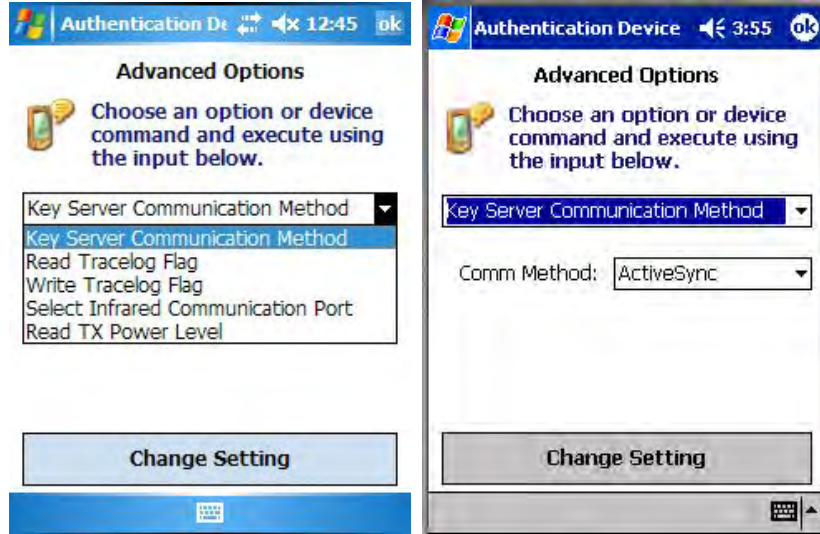 Authentication De 12:45 ok
Advanced Options
Choose an option or device
command and execute using
the input below.
Key Server Communication Method
Key Server Communication Method
Read Tracelog Flag
Write Tracelog Flag
Select Infrared Communication Port
Read TX Power Level
Change Setting
Authentication Device 3:55 ok
Advanced Options
Choose an option or device
command and execute using
the input below.
Key Server Communication Method
Comm Method: ActiveSync
Change Setting